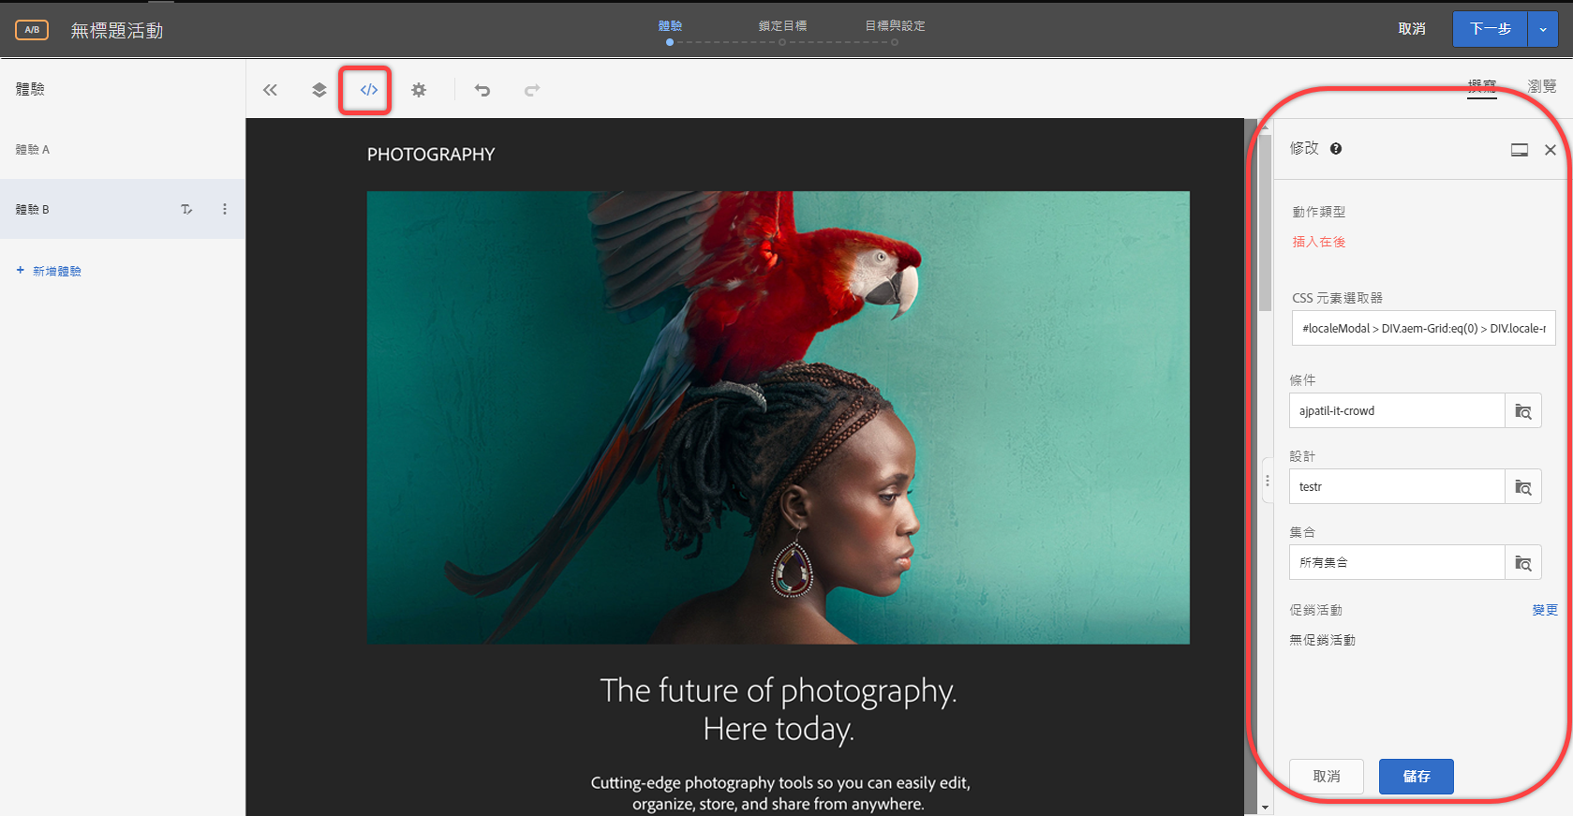 A/B 無標題活動
體驗 鎖定目標 目標與設定
取消 下一步
體驗
撰寫 瀏覽
體驗 A
體驗 B
+ 新增體驗
PHOTOGRAPHY
The future of photography.
Here today.
Cutting-edge photography tools so you can easily edit,
organize, store, and share from anywhere.
修改
動作類型
插入在後
CSS 元素選取器
#localeModal > DIV.aem-Grid:eq(0) > DIV.locale-r
條件
ajpatil-it-crowd
設計
testr
集合
所有集合
促銷活動 變更
無促銷活動
取消 儲存